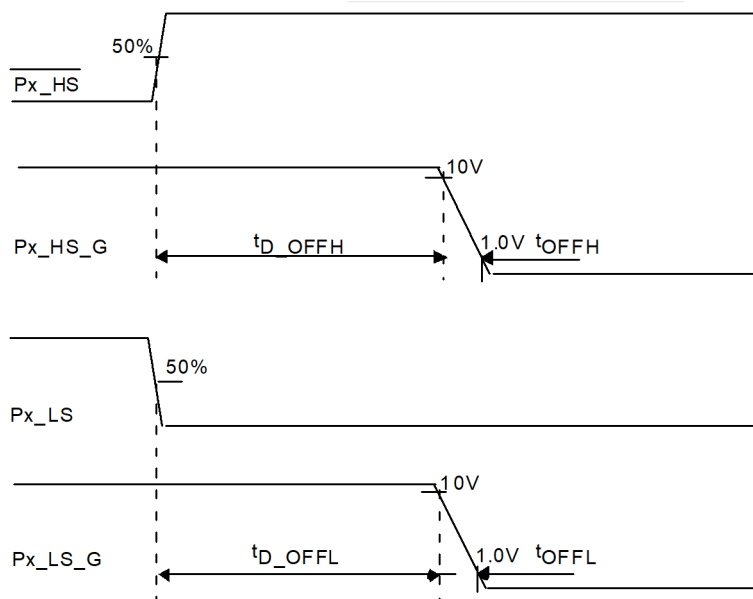 50%
Px_HS
10V
Px_HS_G
tD_OFFH
1.0V tOFFH
50%
Px_LS
10V
Px_LS_G
tD_OFFL
1.0V tOFFL